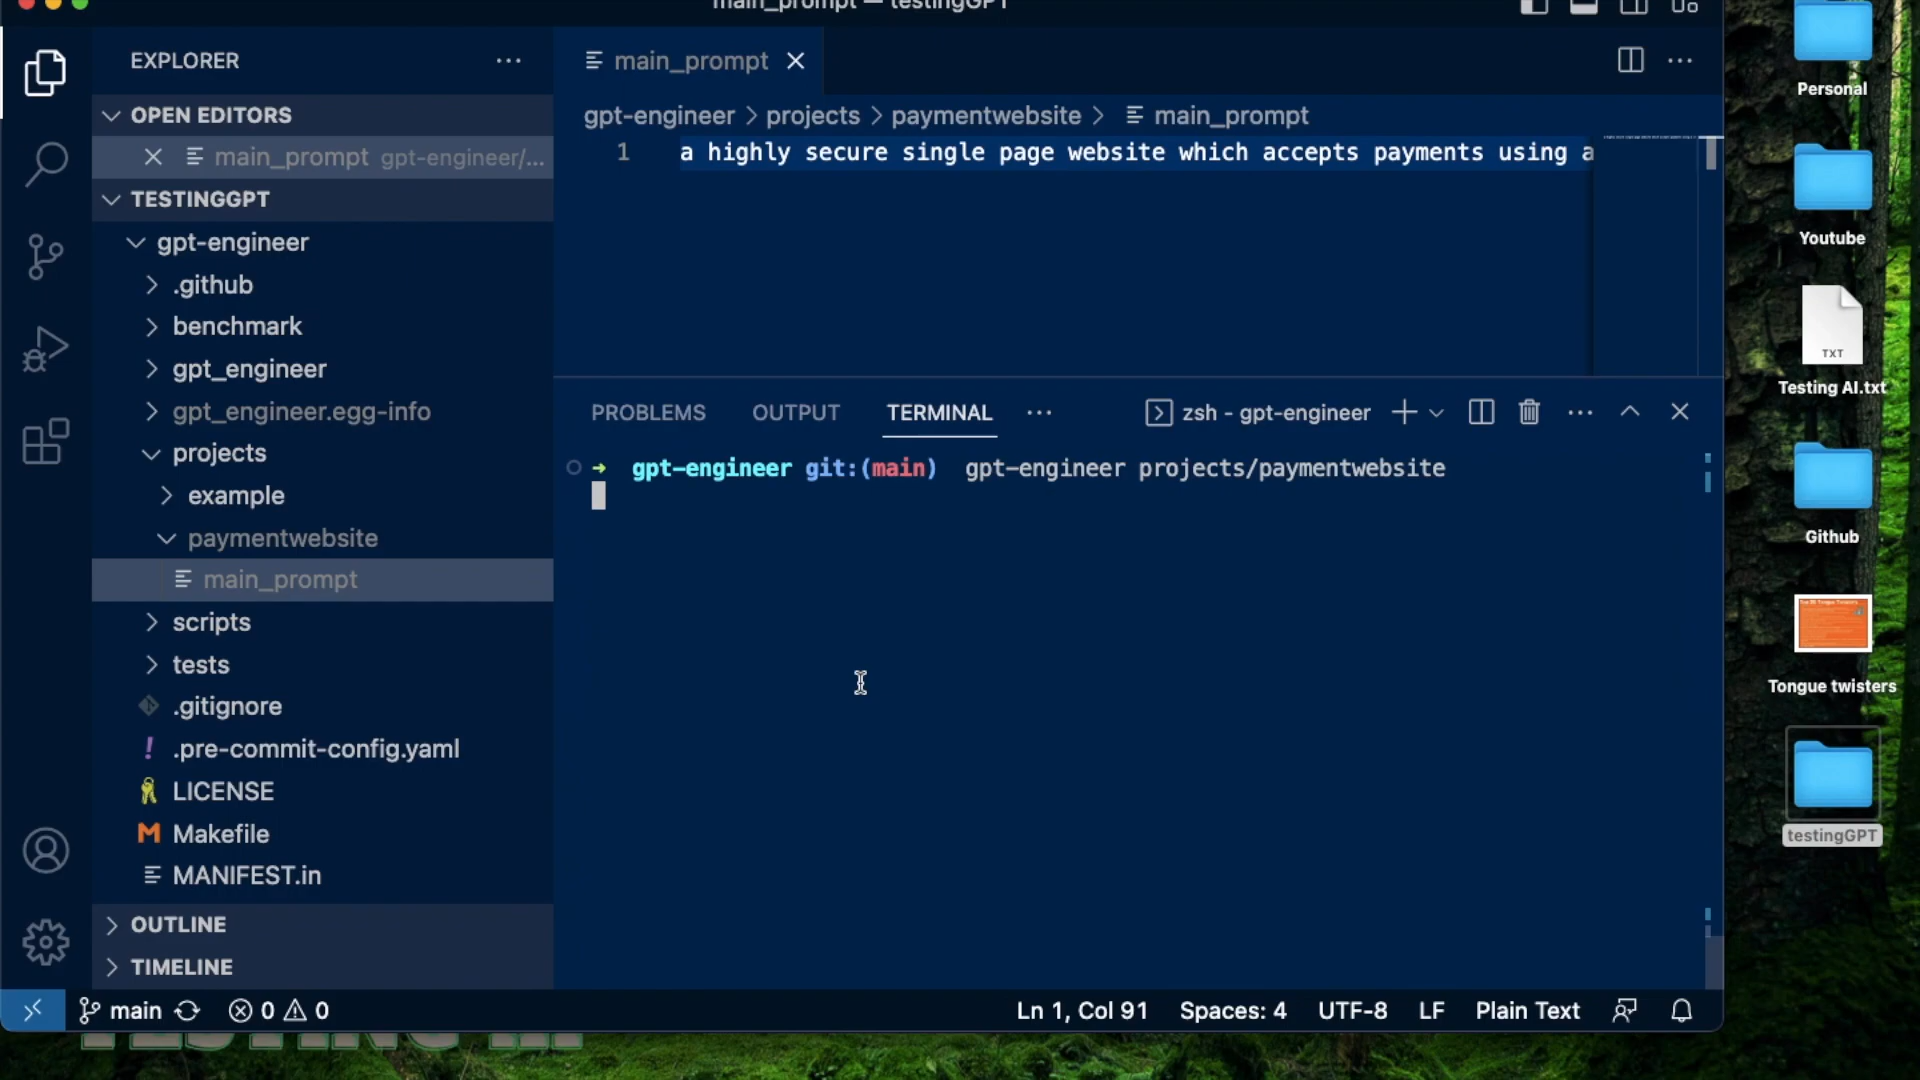 main_prompt — testingGPT
EXPLORER
OPEN EDITORS
main_prompt gpt-engineer/...
TESTINGGPT
gpt-engineer
.github
benchmark
gpt_engineer
gpt_engineer.egg-info
projects
example
paymentwebsite
main_prompt
scripts
tests
.gitignore
.pre-commit-config.yaml
LICENSE
Makefile
MANIFEST.in
OUTLINE
TIMELINE
main_prompt
gpt-engineer > projects > paymentwebsite > main_prompt
1 a highly secure single page website which accepts payments using a
PROBLEMS OUTPUT TERMINAL ... zsh - gpt-engineer
→ gpt-engineer git:(main) gpt-engineer projects/paymentwebsite
main 0 0 Ln 1, Col 91 Spaces: 4 UTF-8 LF Plain Text
Personal
Youtube
TXT
Testing AI.txt
Github
Tongue twisters
testingGPT